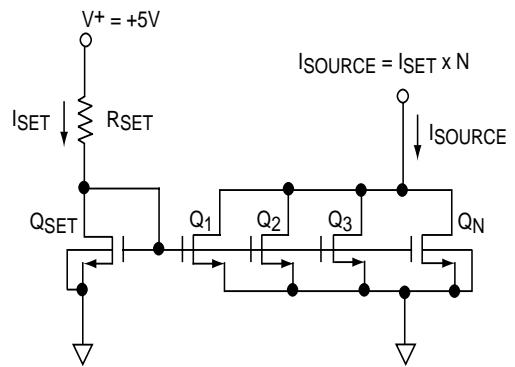 V+ = +5V
ISOURCE = ISET x N
ISET
RSET
ISOURCE
QSET
Q1
Q2
Q3
QN